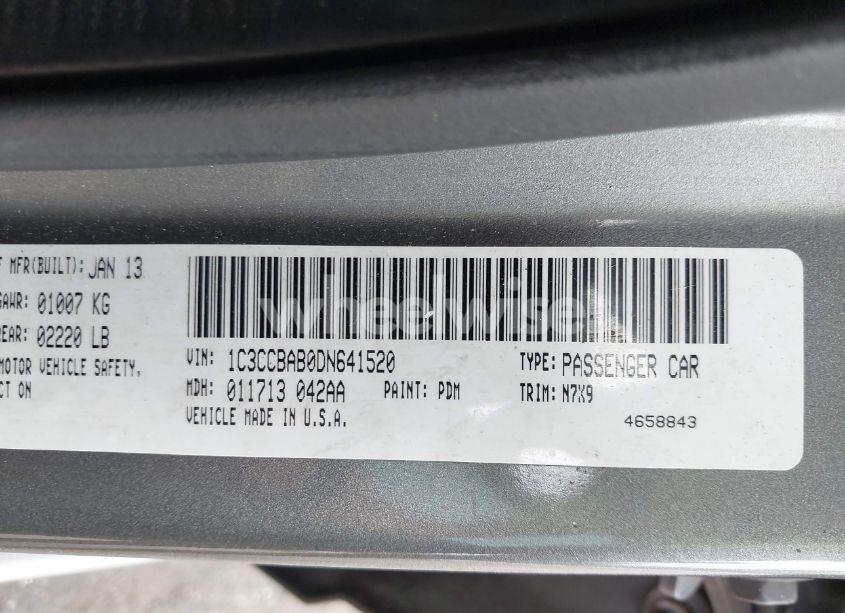 MFR(BUILT): JAN 13
GAWR: 01007 KG
REAR: 02220 LB
MOTOR VEHICLE SAFETY,
ON
wheelwise
VIN: 1C3CCBAB0DN641520
TYPE: PASSENGER CAR
MDH: 011713 042AA
PAINT: PDM
TRIM: N7X9
VEHICLE MADE IN U.S.A.
4658843